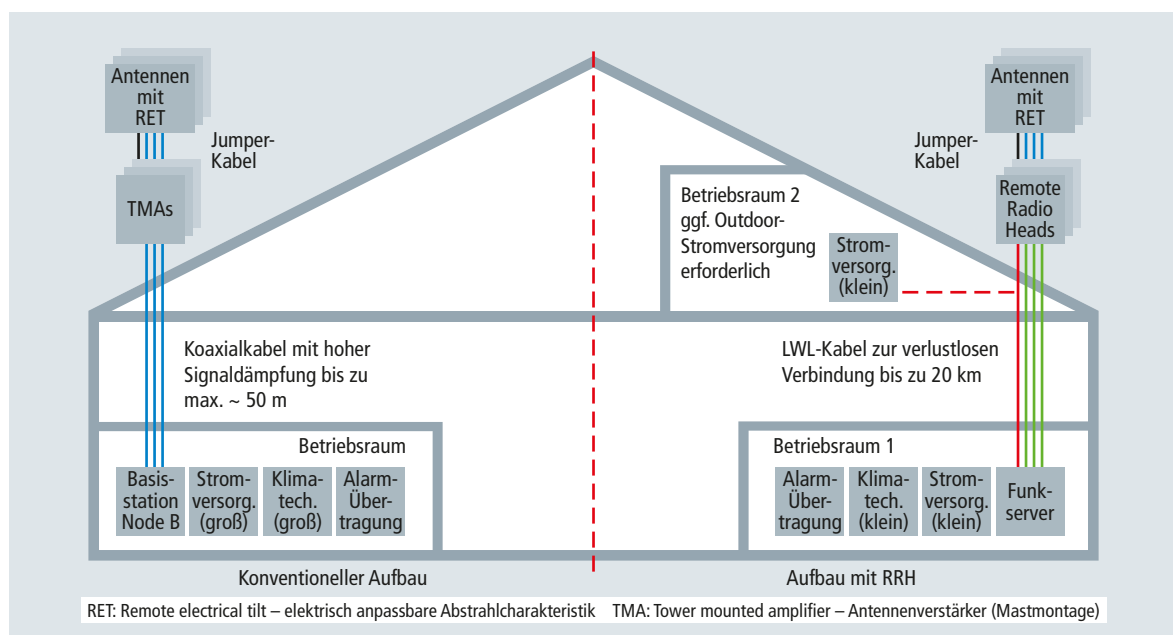 Antennen
mit
RET
Jumper-
Kabel
TMAs
Koaxialkabel mit hoher
Signaldämpfung bis zu
max. ~ 50 m
Betriebsraum
Basis-
station
Node B
Strom-
versorg.
(groß)
Klima-
tech.
(groß)
Alarm-
Über-
tragung
Konventioneller Aufbau
Antennen
mit
RET
Jumper-
Kabel
Remote
Radio
Heads
Betriebsraum 2
ggf. Outdoor-
Stromversorgung
erforderlich
Strom-
versorg.
(klein)
LWL-Kabel zur verlustlosen
Verbindung bis zu 20 km
Betriebsraum 1
Alarm-
Über-
tragung
Klima-
tech.
(klein)
Strom-
versorg.
(klein)
Funk-
server
Aufbau mit RRH
RET: Remote electrical tilt – elektrisch anpassbare Abstrahlcharakteristik TMA: Tower mounted amplifier – Antennenverstärker (Mastmontage)